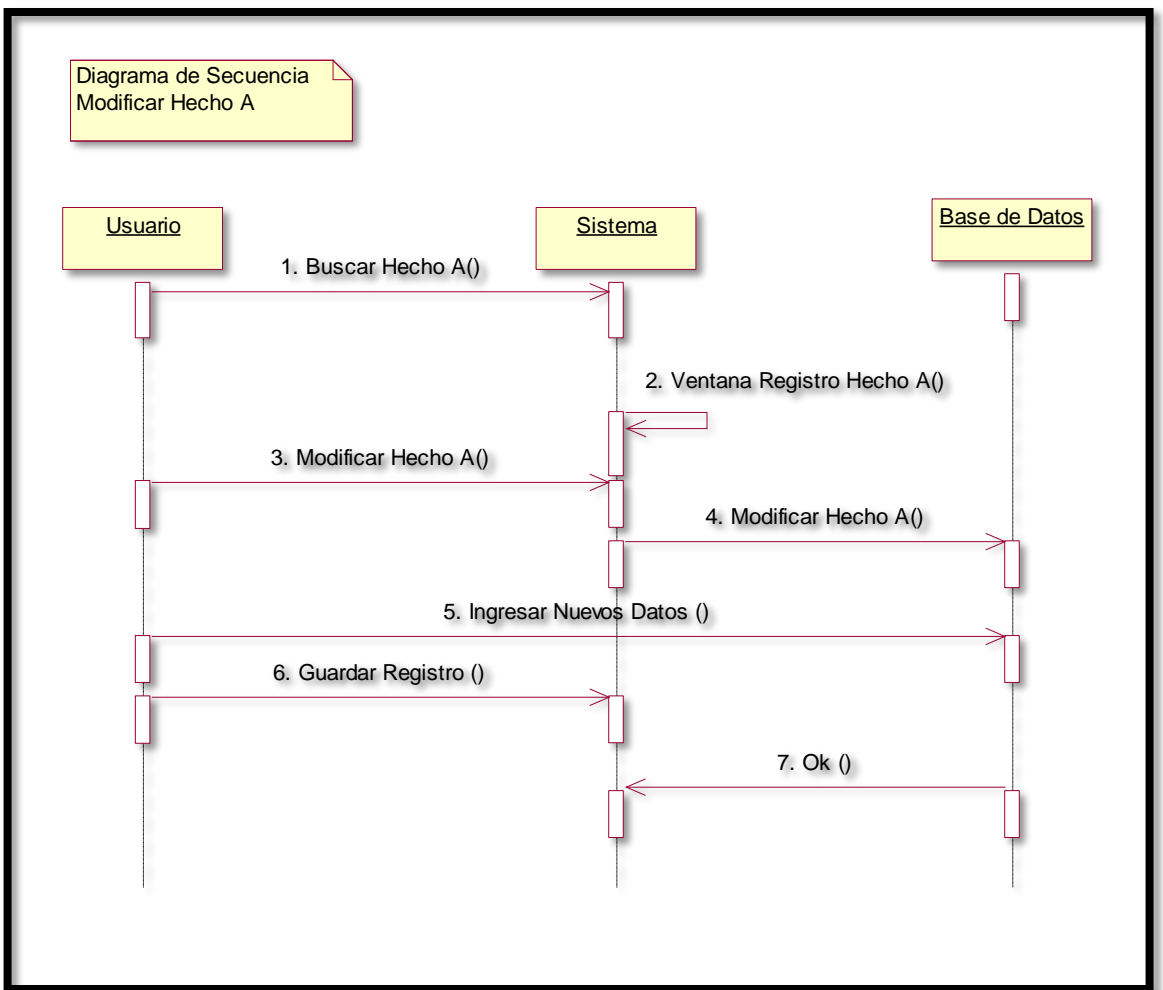 Diagrama de Secuencia
Modificar Hecho A
Usuario
Sistema
Base de Datos
1. Buscar Hecho A()
2. Ventana Registro Hecho A()
3. Modificar Hecho A()
4. Modificar Hecho A()
5. Ingresar Nuevos Datos ()
6. Guardar Registro ()
7. Ok ()